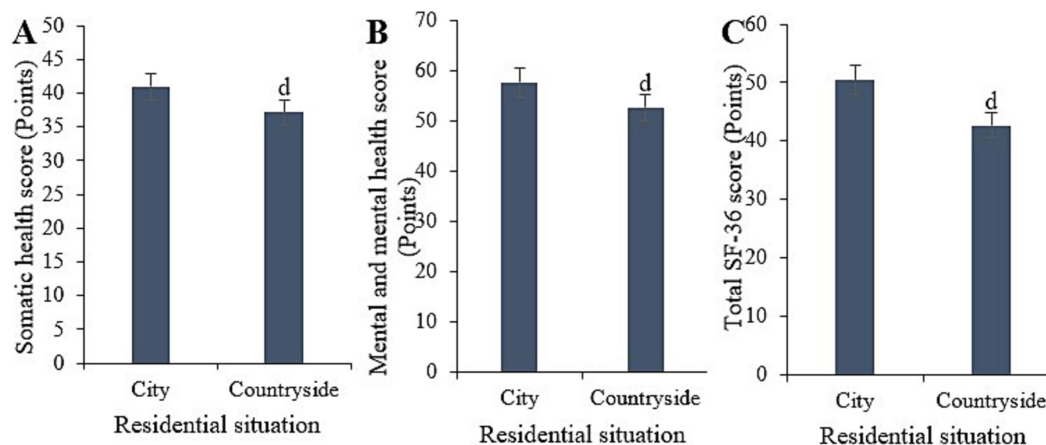 A
Somatic health score (Points)
50
45
40
35
30
25
20
15
10
5
0
d
City
Countryside
Residential situation
B
Mental and mental health score
(Points)
70
60
50
40
30
20
10
0
d
City
Countryside
Residential situation
C
Total SF-36 score (Points)
60
50
40
30
20
10
0
d
City
Countryside
Residential situation